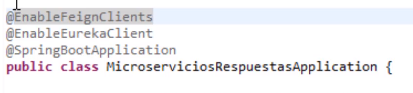 @EnableFeignClients
@EnableEurekaClient
@SpringBootApplication
public class MicroserviciosRespuestasApplication {